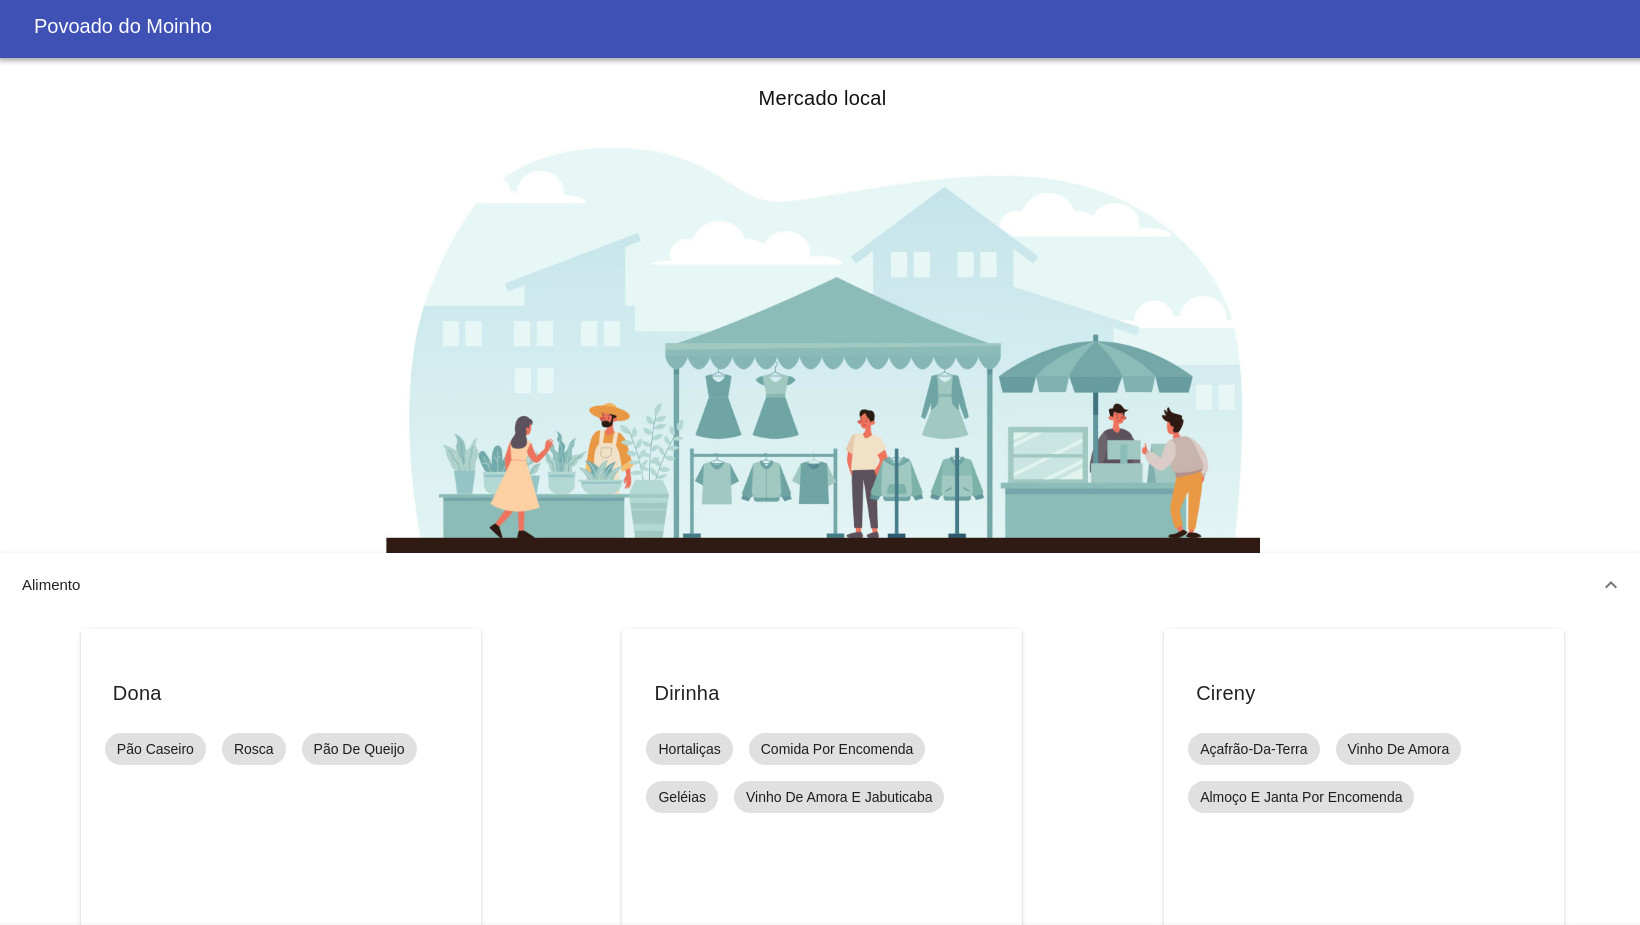 Povoado do Moinho
Mercado local
Alimento
Dona
Pão Caseiro
Rosca
Pão De Queijo
Dirinha
Hortaliças
Comida Por Encomenda
Geléias
Vinho De Amora E Jabuticaba
Cireny
Açafrão-Da-Terra
Vinho De Amora
Almoço E Janta Por Encomenda